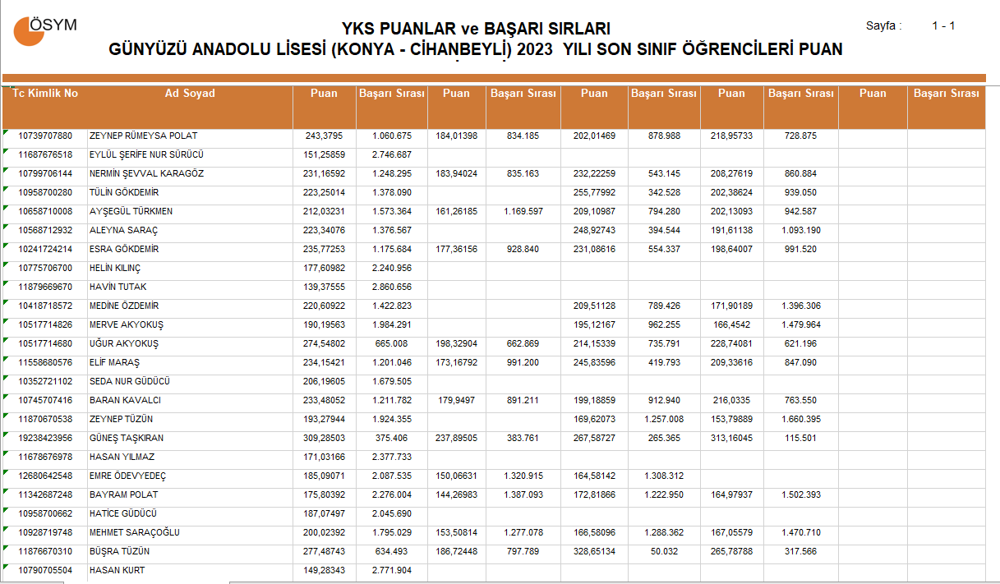 ÖSYM
YKS PUANLAR ve BAŞARI SIRLARI
Sayfa : 1 - 1
GÜNYÜZÜ ANADOLU LİSESİ (KONYA - CİHANBEYLİ) 2023 YILI SON SINIF ÖĞRENCİLERİ PUAN
Tc Kimlik No Ad Soyad Puan Başarı Sırası Puan Başarı Sırası Puan Başarı Sırası Puan Başarı Sırası Puan Başarı Sırası
10739707880 ZEYNEP RÜMEYSA POLAT 243,3795 1.060.675 184,01398 834.185 202,01469 878.988 218,95733 728.875
11687676518 EYLÜL ŞERİFE NUR SÜRÜCÜ 151,25859 2.746.687
10799706144 NERMİN ŞEVVAL KARAGÖZ 231,16592 1.248.295 183,94024 835.163 232,22259 543.145 208,27619 860.884
10958700280 TÜLİN GÖKDEMİR 223,25014 1.378.090 255,77992 342.528 202,38624 939.050
10658710008 AYŞEGÜL TÜRKMEN 212,03231 1.573.364 161,26185 1.169.597 209,10987 794.280 202,13093 942.587
10568712932 ALEYNA SARAÇ 223,34076 1.376.567 248,92743 394.544 191,61138 1.093.190
10241724214 ESRA GÖKDEMİR 235,77253 1.175.684 177,36156 928.840 231,08616 554.337 198,64007 991.520
10775706700 HELİN KILINÇ 177,60982 2.240.956
11879669670 HAVİN TUTAK 139,37555 2.860.656
10418718572 MEDİNE ÖZDEMİR 220,60922 1.422.823 209,51128 789.426 171,90189 1.396.306
10517714826 MERVE AKYOKUŞ 190,19563 1.984.291 195,12167 962.255 166,4542 1.479.964
10517714680 UĞUR AKYOKUŞ 274,54802 665.008 198,32904 662.869 214,15339 735.791 228,74081 621.196
11558680576 ELİF MARAŞ 234,15421 1.201.046 173,16792 991.200 245,83596 419.793 209,33616 847.090
10352721102 SEDA NUR GÜDÜCÜ 206,19605 1.679.505
10745707416 BARAN KAVALCI 233,48052 1.211.782 179,9497 891.211 199,18859 912.940 216,0335 763.550
11870670538 ZEYNEP TÜZÜN 193,27944 1.924.355 169,62073 1.257.008 153,79889 1.660.395
19238423956 GÜNEŞ TAŞKIRAN 309,28503 375.406 237,89505 383.761 267,58727 265.365 313,16045 115.501
11678676978 HASAN YILMAZ 171,03166 2.377.733
12680642548 EMRE ÖDEVYEDEÇ 185,09071 2.087.535 150,06631 1.320.915 164,58142 1.308.312
11342687248 BAYRAM POLAT 175,80392 2.276.004 144,26983 1.387.093 172,81866 1.222.950 164,97937 1.502.393
10958700662 HATİCE GÜDÜCÜ 187,07497 2.045.690
10928719748 MEHMET SARAÇOĞLU 200,02392 1.795.029 153,50814 1.277.078 166,58096 1.288.362 167,05579 1.470.710
11876670310 BÜŞRA TÜZÜN 277,48743 634.493 186,72448 797.789 328,65134 50.032 265,78788 317.566
10790705504 HASAN KURT 149,28343 2.771.904